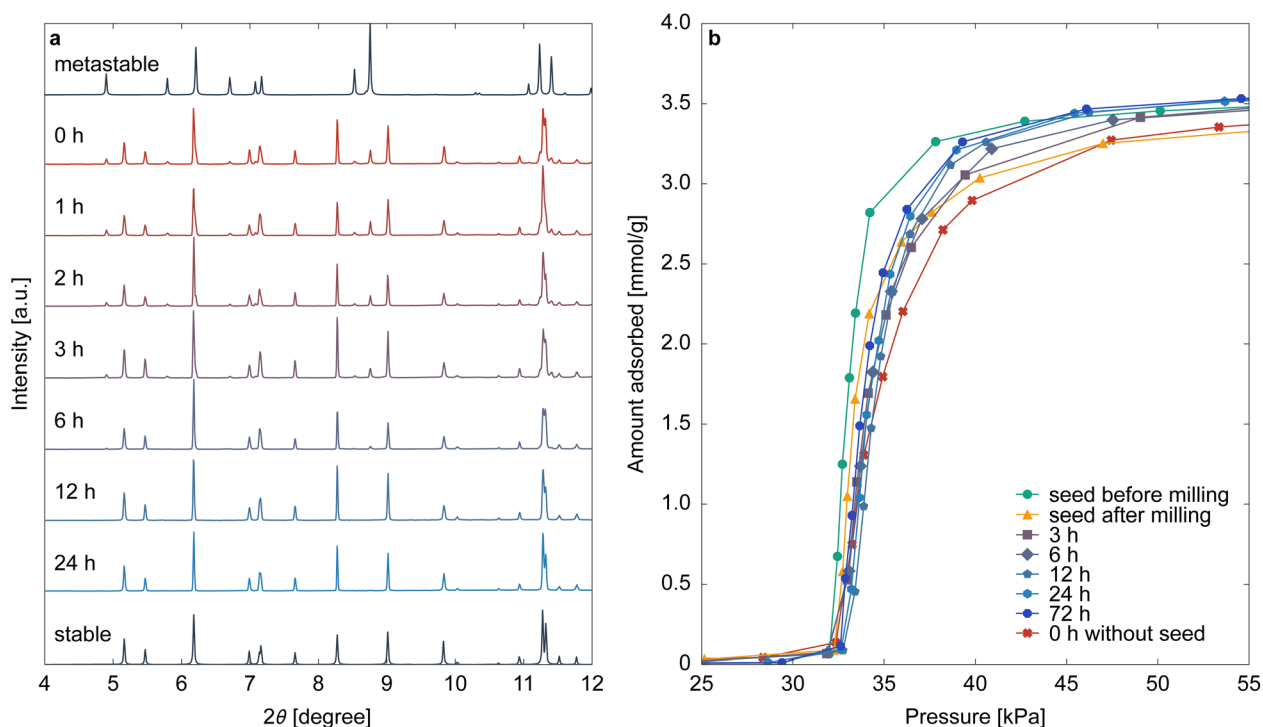 a
metastable
0 h
1 h
2 h
3 h
6 h
12 h
24 h
stable
Intensity [a.u.]
4 5 6 7 8 9 10 11 12
2θ [degree]
b
4.0
3.5
3.0
2.5
2.0
1.5
1.0
0.5
0
Amount adsorbed [mmol/g]
seed before milling
seed after milling
3 h
6 h
12 h
24 h
72 h
0 h without seed
25 30 35 40 45 50 55
Pressure [kPa]